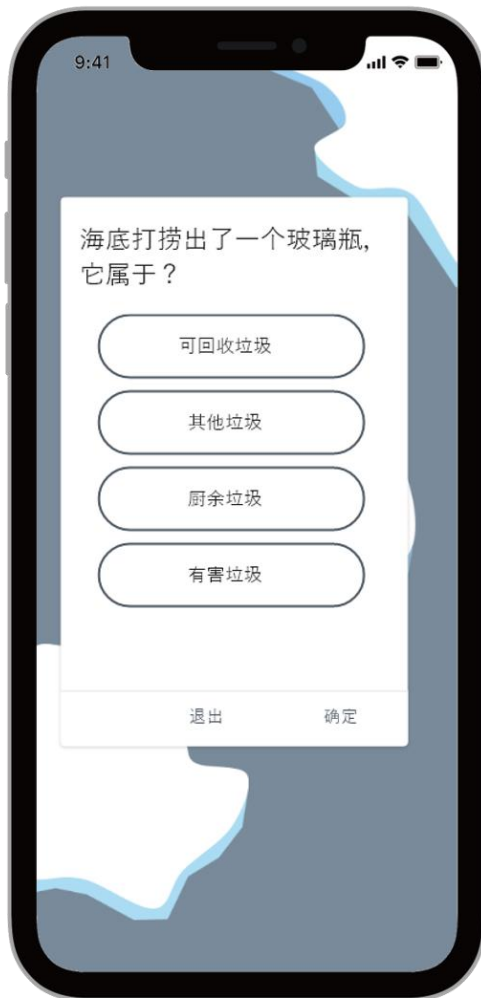 9:41
海底打捞出了一个玻璃瓶,
它属于？
可回收垃圾
其他垃圾
厨余垃圾
有害垃圾
退出 确定